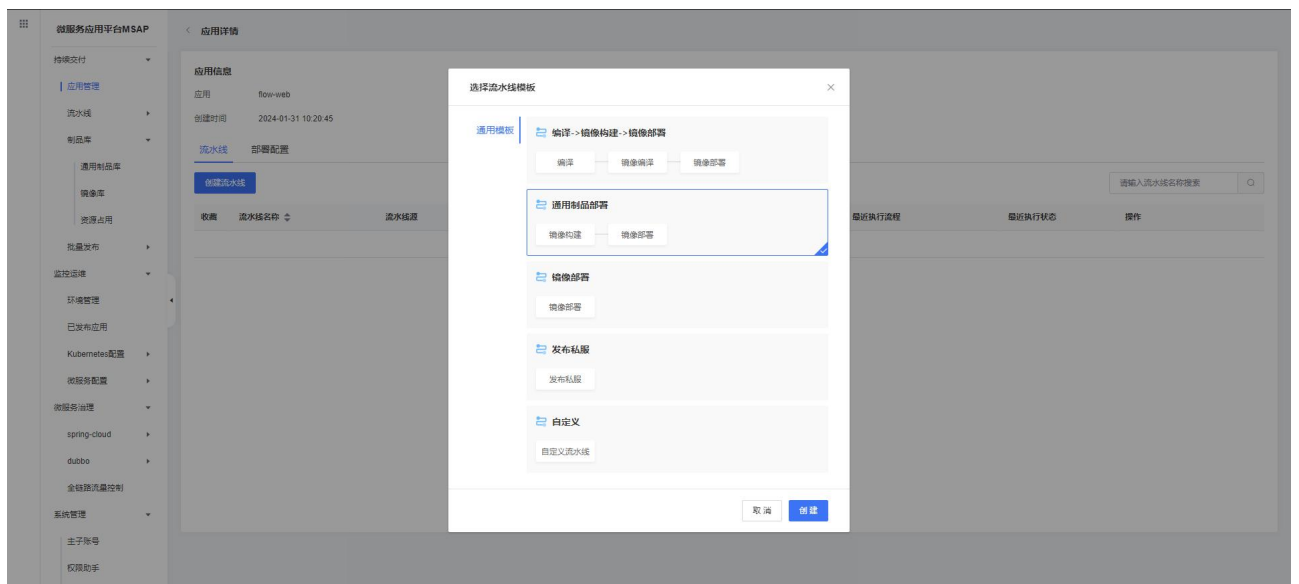 微服务应用平台MSAP
应用详情
持续交付
应用管理
流水线
制品库
通用制品库
镜像库
资源占用
批量发布
监控运维
环境管理
已发布应用
Kubernetes配置
微服务配置
微服务治理
spring-cloud
dubbo
全链路流量控制
系统管理
主子账号
权限助手
应用信息
应用 flow-web
创建时间 2024-01-31 10:20:45
流水线 部署配置
创建流水线
请输入流水线名称搜索
收藏 流水线名称 流水线源 最近执行流程 最近执行状态 操作
选择流水线模板
通用模板
编译->镜像构建->镜像部署
编译 镜像编译 镜像部署
通用制品部署
镜像构建 镜像部署
镜像部署
镜像部署
发布私服
发布私服
自定义
自定义流水线
取消 创建